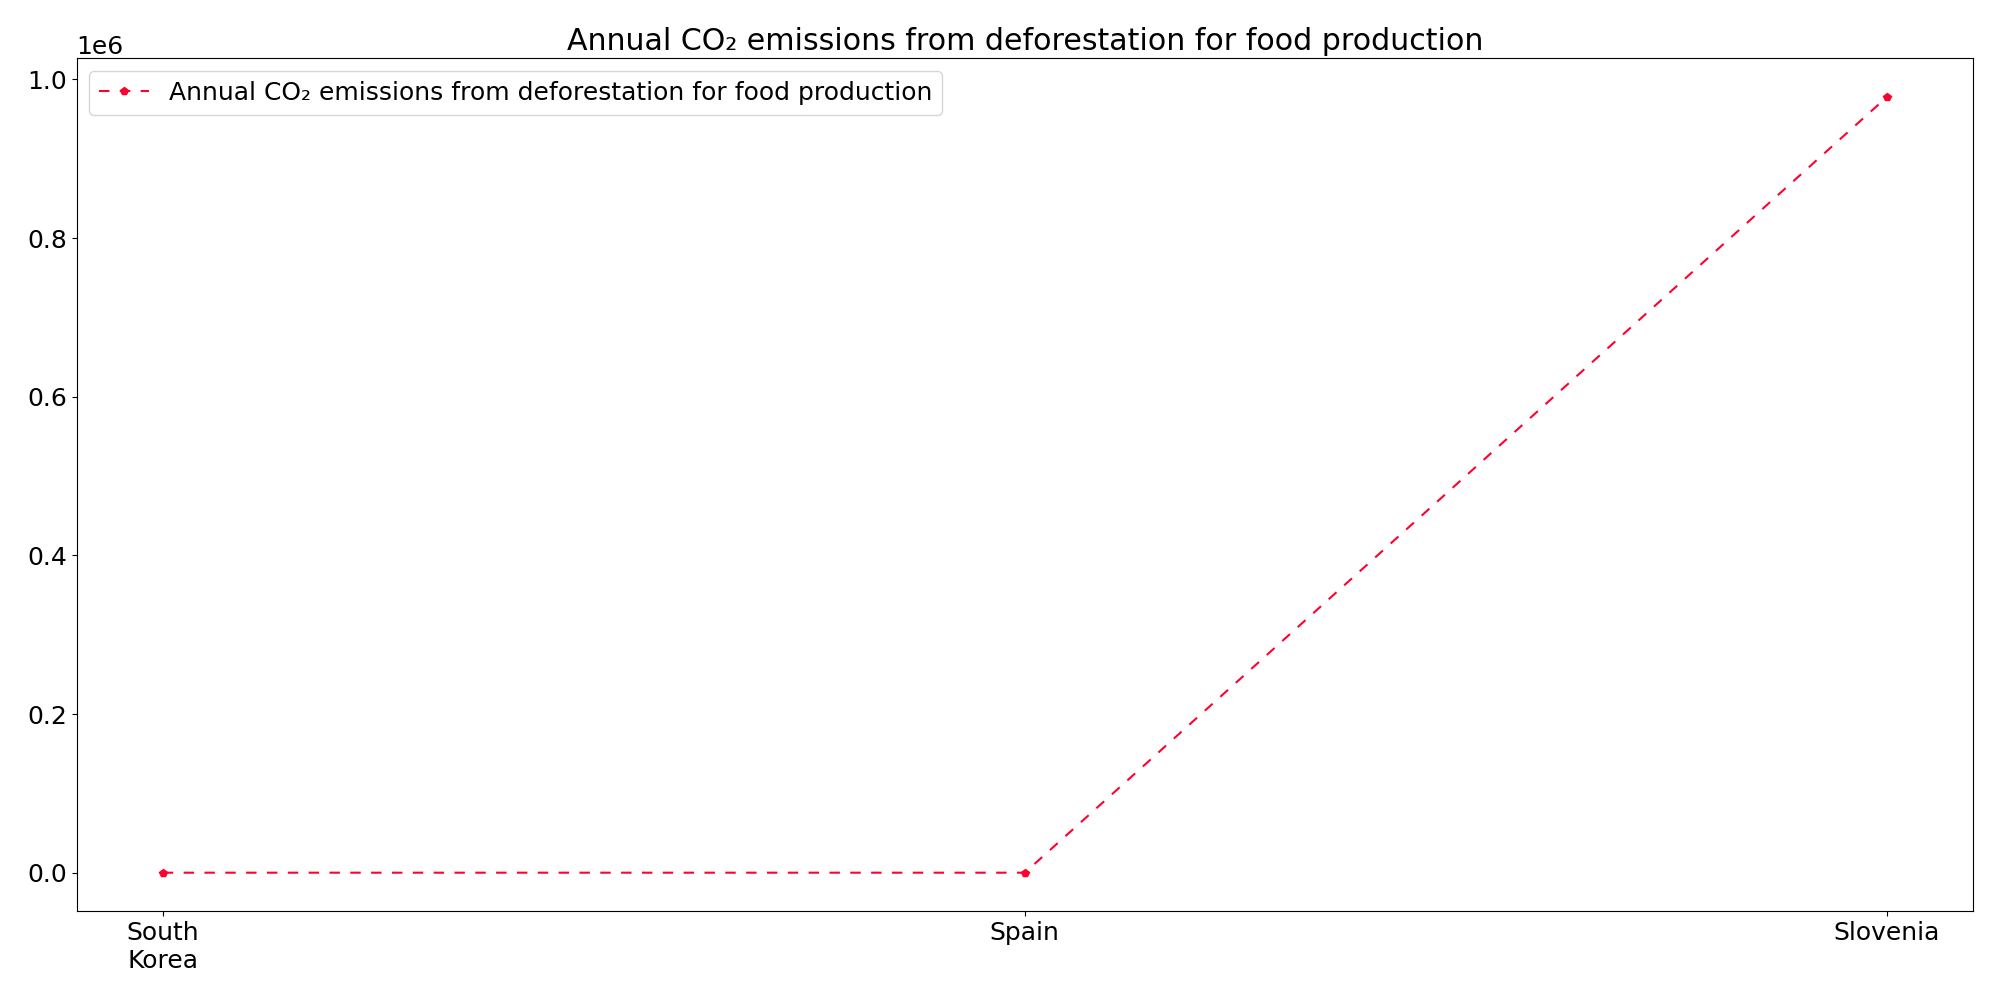 Annual CO₂ emissions from deforestation for food production
1e6
1.0
0.8
0.6
0.4
0.2
0.0
Annual CO₂ emissions from deforestation for food production
South
Korea
Spain
Slovenia